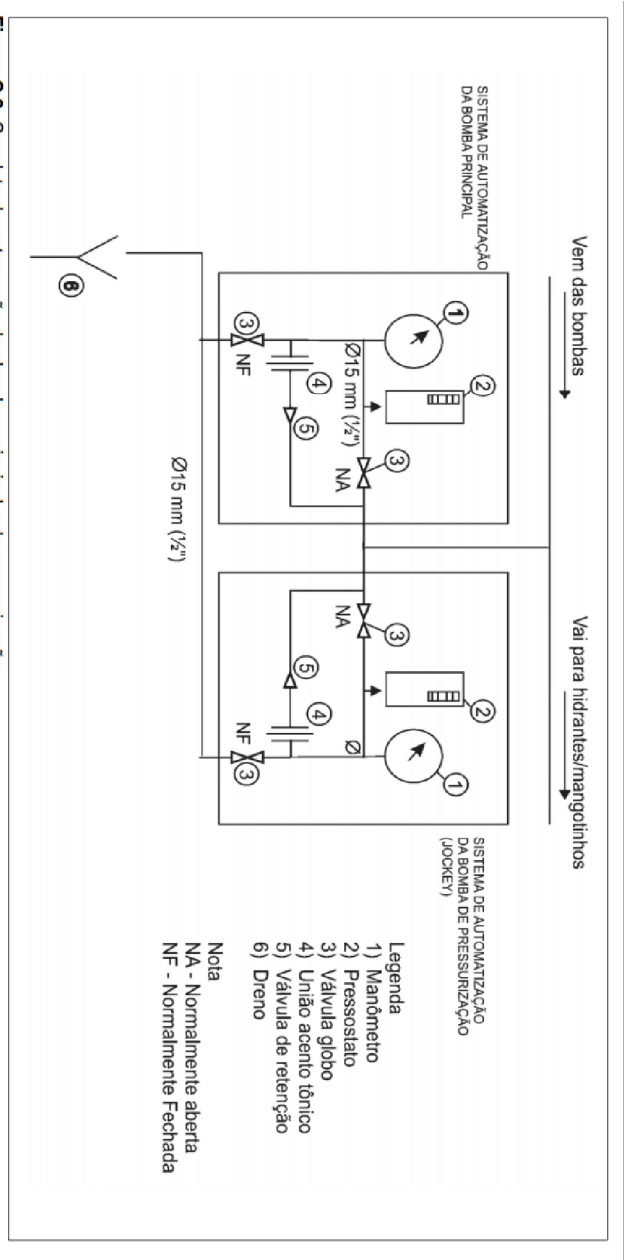 Vem das bombas
Vai para hidrantes/mangotinhos
SISTEMA DE AUTOMATIZAÇÃO
DA BOMBA PRINCIPAL
1
2
3
NA
Ø15 mm (½")
4
5
3
NF
SISTEMA DE AUTOMATIZAÇÃO
DA BOMBA DE PRESSURIZAÇÃO
(JOCKEY)
1
2
3
NA
Ø
4
5
3
NF
Ø15 mm (½")
6
Legenda
1) Manômetro
2) Pressostato
3) Válvula globo
4) União acento tônico
5) Válvula de retenção
6) Dreno
Nota
NA - Normalmente aberta
NF - Normalmente Fechada